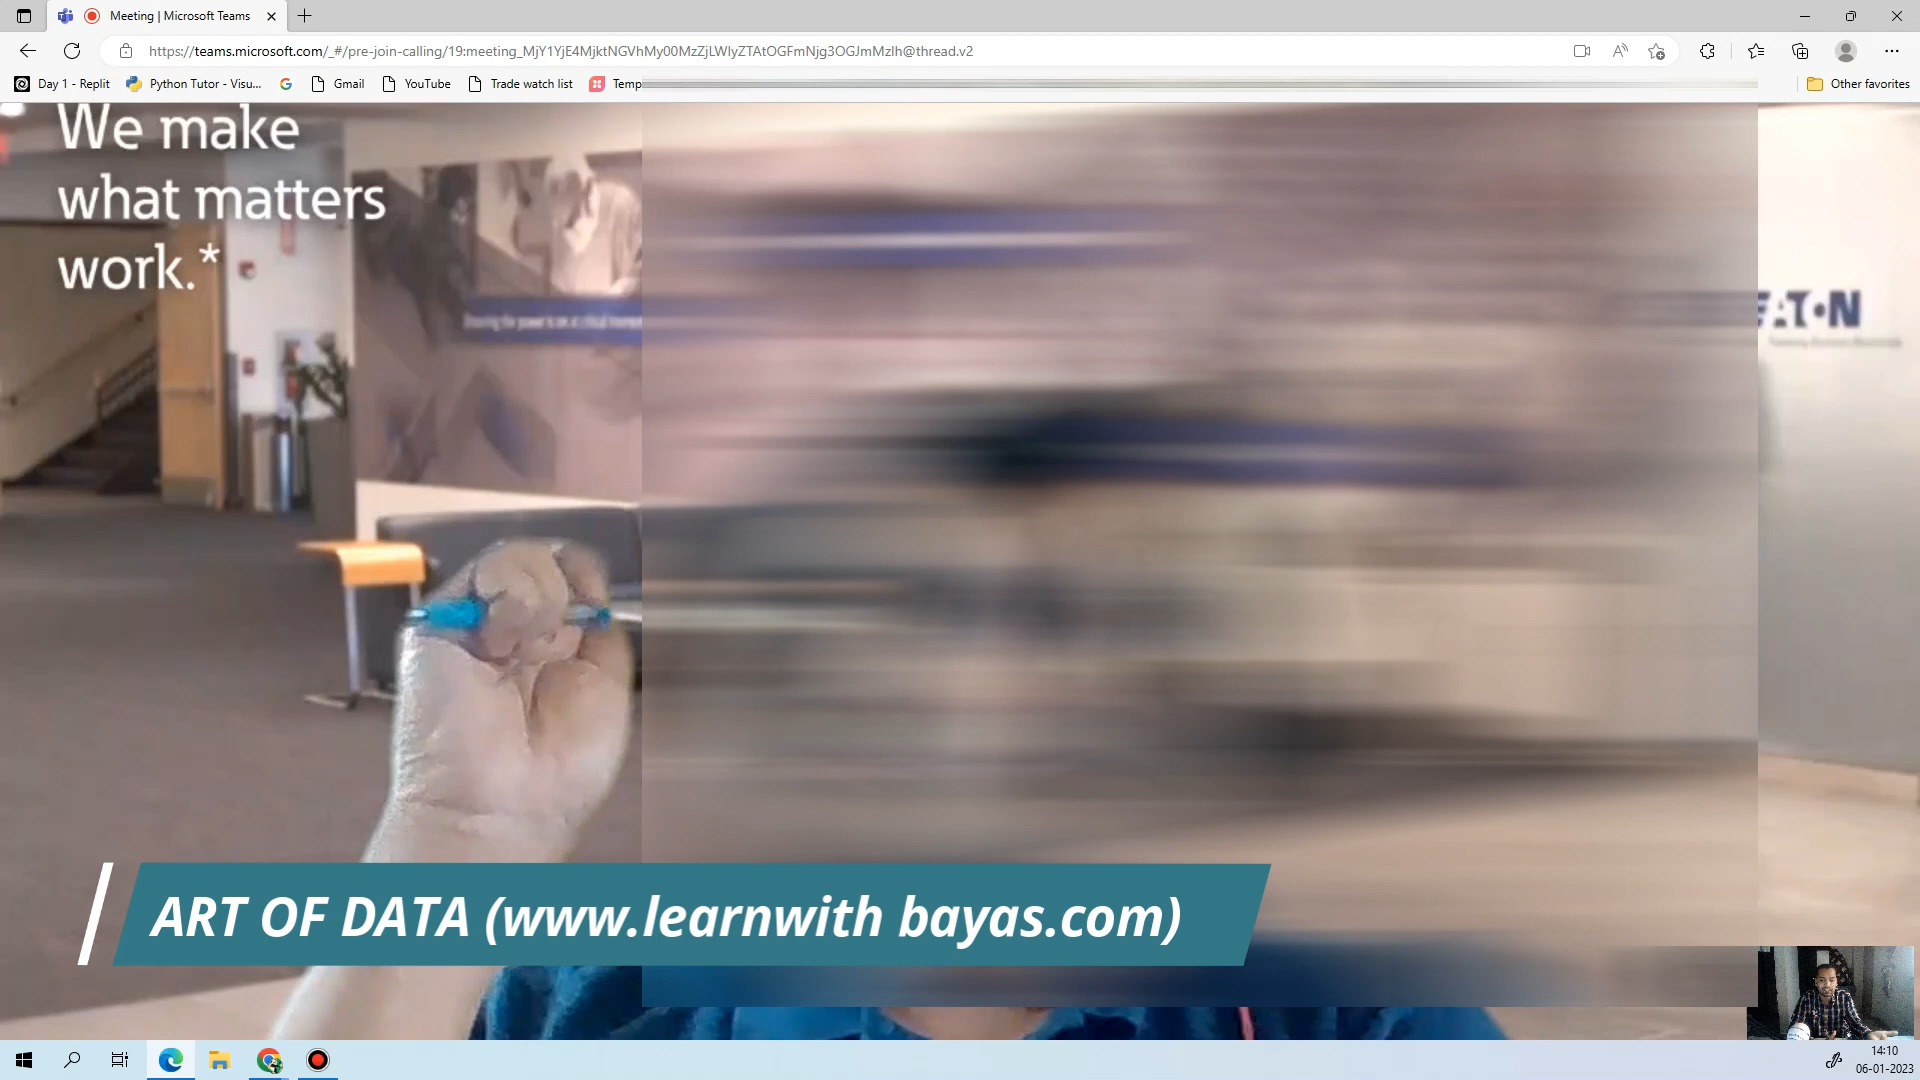 Meeting | Microsoft Teams
https://teams.microsoft.com/_#/pre-join-calling/19:meeting_MjY1YjE4MjktNGVhMy00MzZjLWIyZTAtOGFmNjg3OGJmMzlh@thread.v2
Day 1 - Replit
Python Tutor - Visu...
Gmail
YouTube
Trade watch list
Temp
Other favorites
We make
what matters
work.*
EATON
ART OF DATA (www.learnwith bayas.com)
14:10
06-01-2023